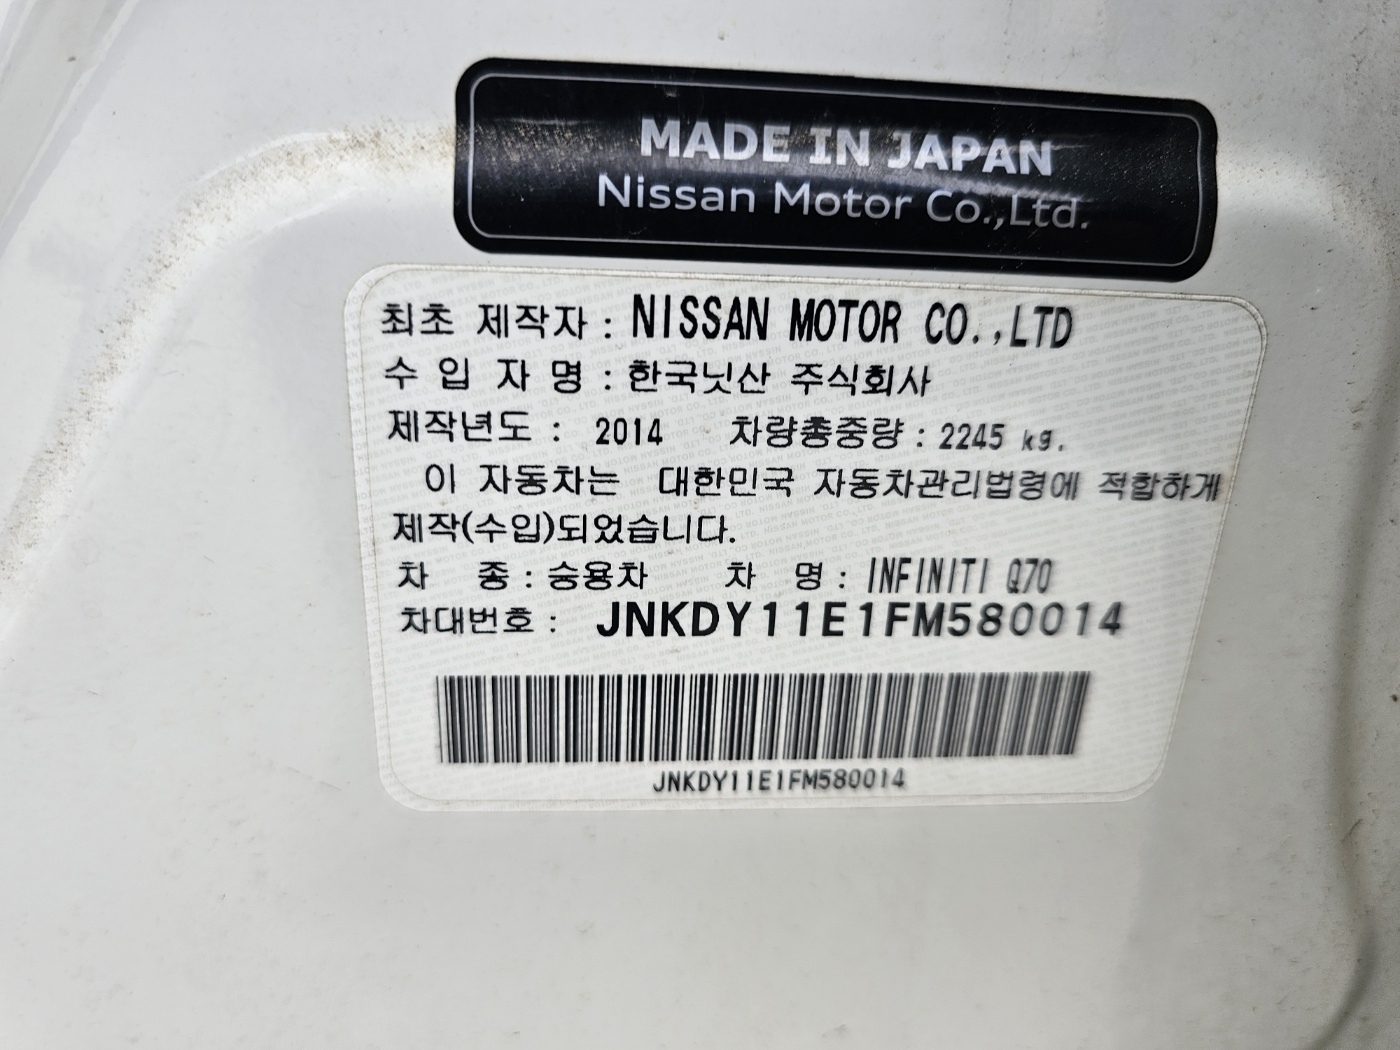 MADE IN JAPAN
Nissan Motor Co.,Ltd.
최초 제작자 : NISSAN MOTOR CO.,LTD
수 입 자 명 : 한국닛산 주식회사
제작년도 : 2014 차량총중량 : 2245 kg.
이 자동차는 대한민국 자동차관리법령에 적합하게
제작(수입)되었습니다.
차 종 : 승용차 차 명 : INFINITI Q70
차대번호 : JNKDY11E1FM580014
JNKDY11E1FM580014